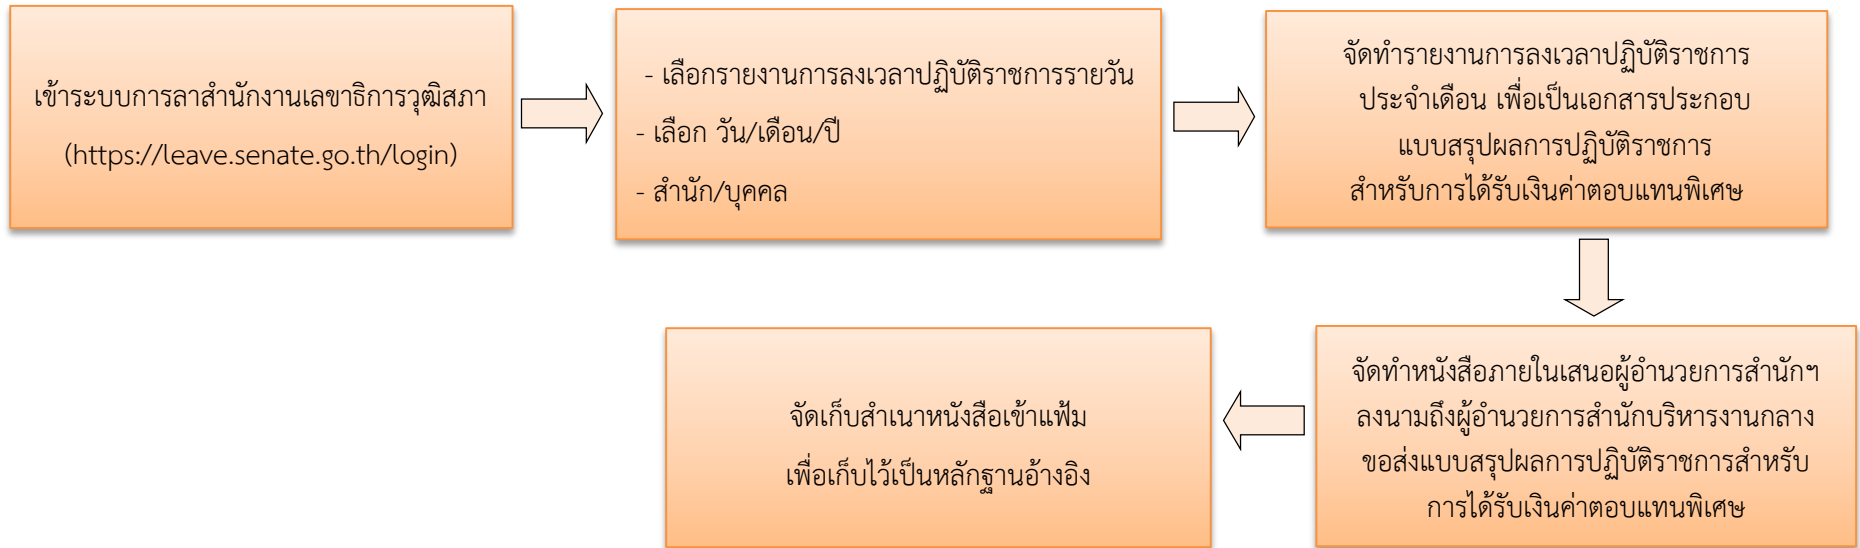 เข้าระบบการลาสำนักงานเลขาธิการวุฒิสภา
(https://leave.senate.go.th/login)
- เลือกรายงานการลงเวลาปฏิบัติราชการรายวัน
- เลือก วัน/เดือน/ปี
- สำนัก/บุคคล
จัดทำรายงานการลงเวลาปฏิบัติราชการ
ประจำเดือน เพื่อเป็นเอกสารประกอบ
แบบสรุปผลการปฏิบัติราชการ
สำหรับการได้รับเงินค่าตอบแทนพิเศษ
จัดทำหนังสือภายในเสนอผู้อำนวยการสำนักฯ
ลงนามถึงผู้อำนวยการสำนักบริหารงานกลาง
ขอส่งแบบสรุปผลการปฏิบัติราชการสำหรับ
การได้รับเงินค่าตอบแทนพิเศษ
จัดเก็บสำเนาหนังสือเข้าแฟ้ม
เพื่อเก็บไว้เป็นหลักฐานอ้างอิง